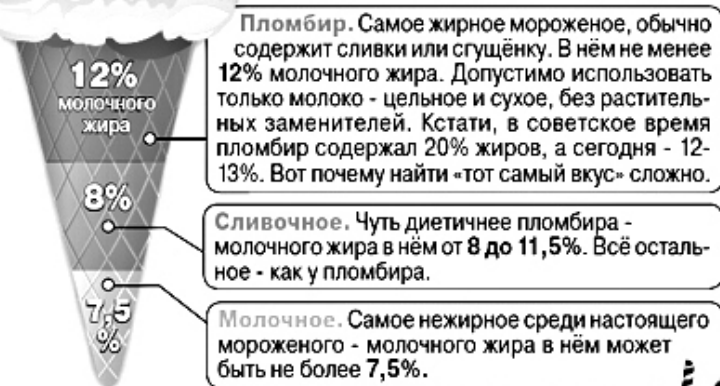 12%
молочного
жира
8%
7,5
%
Пломбир. Самое жирное мороженое, обычно
содержит сливки или сгущёнку. В нём не менее
12% молочного жира. Допустимо использовать
только молоко - цельное и сухое, без раститель-
ных заменителей. Кстати, в советское время
пломбир содержал 20% жиров, а сегодня - 12-
13%. Вот почему найти «тот самый вкус» сложно.
Сливочное. Чуть диетичнее пломбира -
молочного жира в нём от 8 до 11,5%. Всё осталь-
ное - как у пломбира.
Молочное. Самое нежирное среди настоящего
мороженого - молочного жира в нём может
быть не более 7,5%.